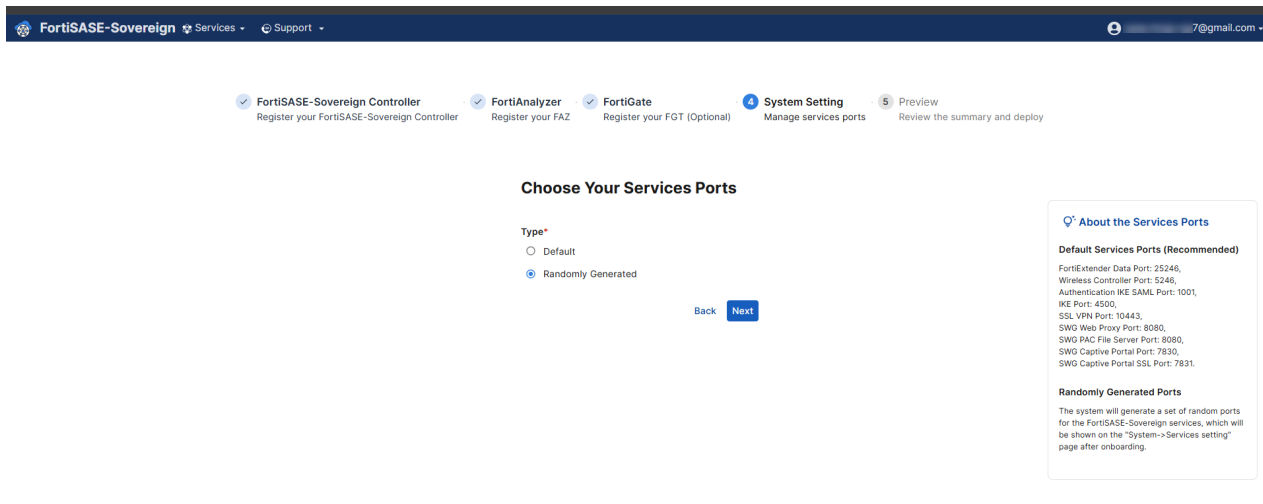 FortiSASE-Sovereign Services Support 7@gmail.com
FortiSASE-Sovereign Controller FortiAnalyzer FortiGate 4 System Setting 5 Preview
Register your FortiSASE-Sovereign Controller Register your FAZ Register your FGT (Optional) Manage services ports Review the summary and deploy
Choose Your Services Ports
Type*
Default
Randomly Generated
Back Next
About the Services Ports
Default Services Ports (Recommended)
FortiExtender Data Port: 25246,
Wireless Controller Port: 5246,
Authentication IKE SAML Port: 1001,
IKE Port: 4500,
SSL VPN Port: 10443,
SWG Web Proxy Port: 8080,
SWG PAC File Server Port: 8080,
SWG Captive Portal Port: 7830,
SWG Captive Portal SSL Port: 7831.
Randomly Generated Ports
The system will generate a set of random ports
for the FortiSASE-Sovereign services, which will
be shown on the "System->Services setting"
page after onboarding.